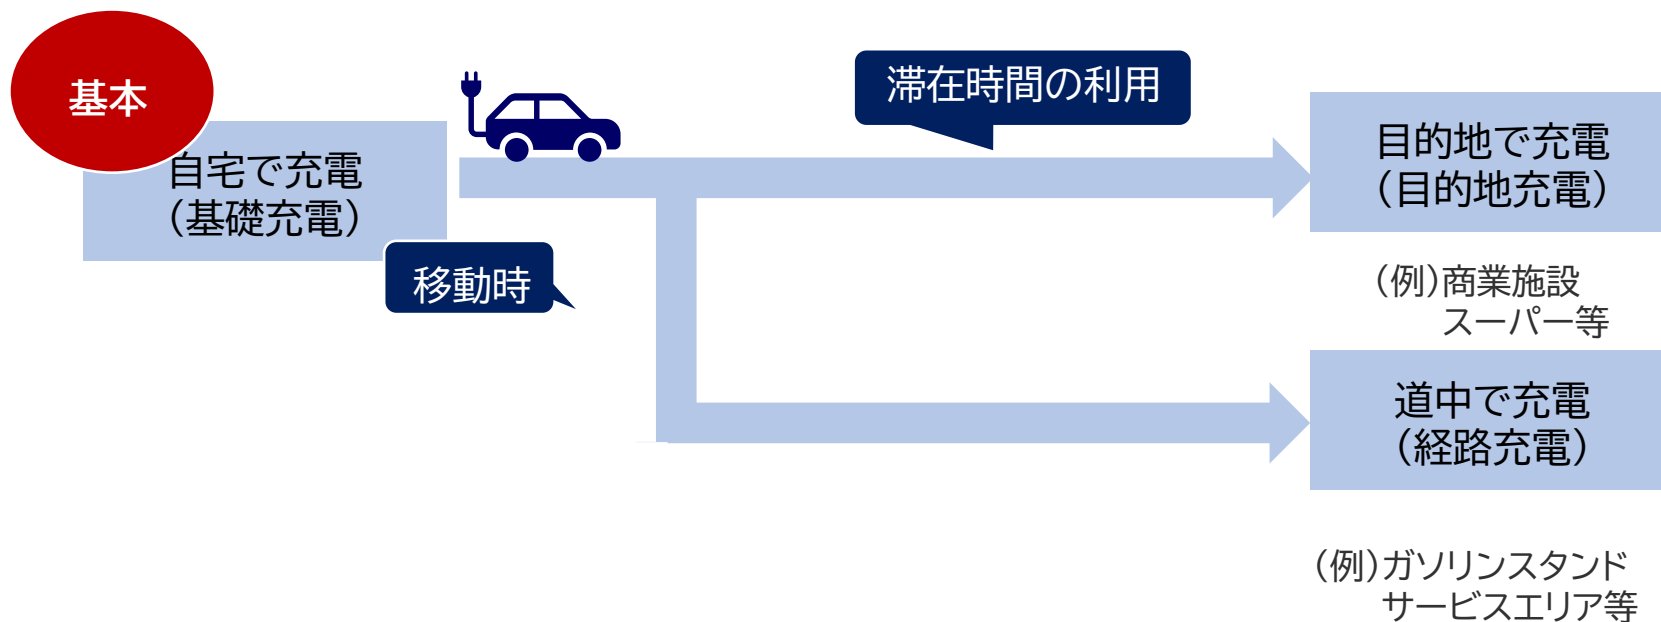 基本
自宅で充電
（基礎充電）
移動時
滞在時間の利用
目的地で充電
（目的地充電）
（例）商業施設
スーパー等
道中で充電
（経路充電）
（例）ガソリンスタンド
サービスエリア等